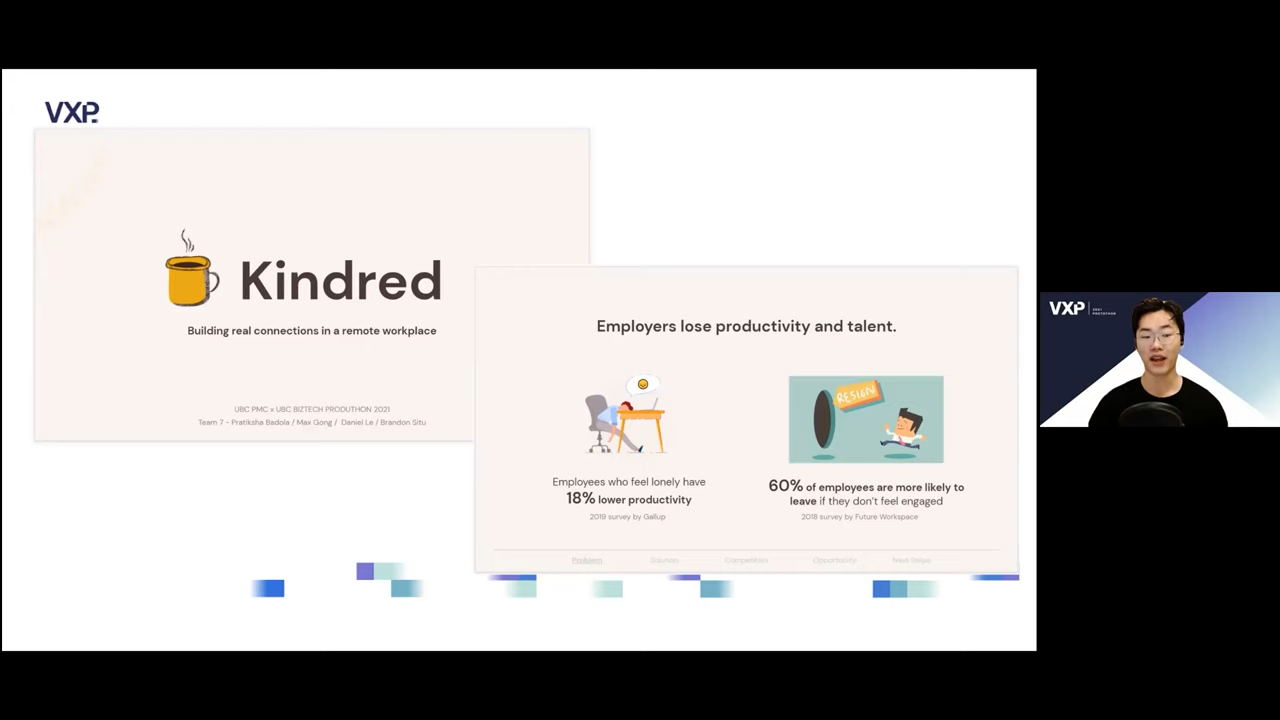 VXP.
Kindred
Building real connections in a remote workplace
UBC PMC x UBC BIZTECH PRODUTHON 2021
Team 7 - Pratiksha Badola / Max Gong / Daniel Le / Brandon Situ
Employers lose productivity and talent.
RESIGN
Employees who feel lonely have
18% lower productivity
2019 survey by Gallup
60% of employees are more likely to
leave if they don't feel engaged
2018 survey by Future Workspace
Problem Solution Competitors Opportunity Next Steps
VXP
2021
PROTOTHON